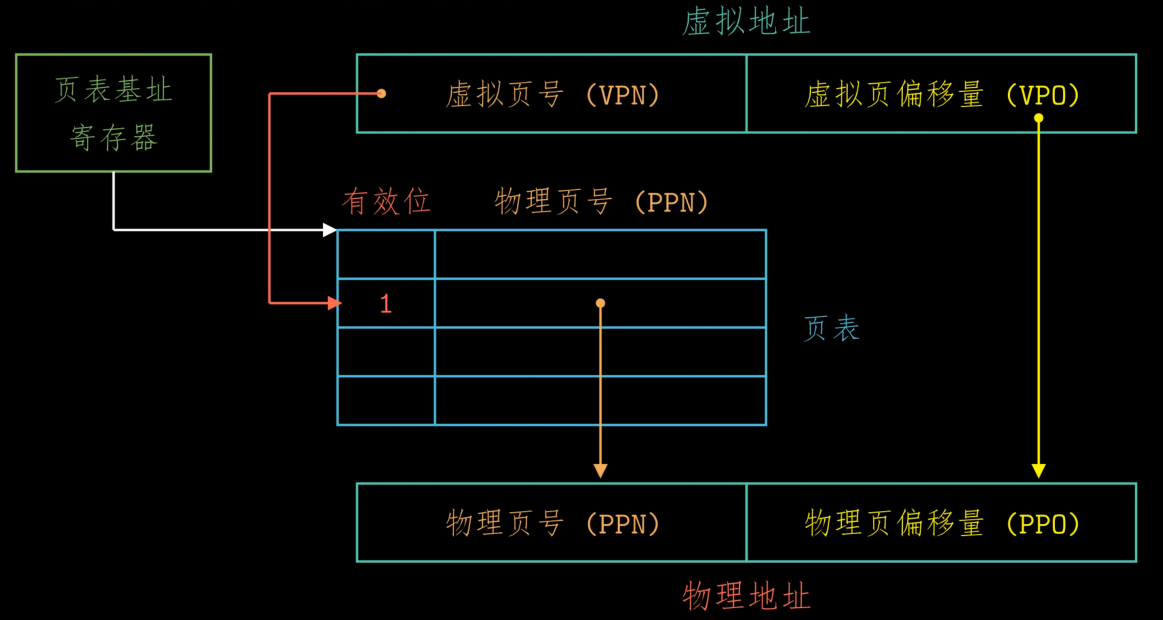 虚拟地址
页表基址
寄存器
虚拟页号 (VPN)
虚拟页偏移量 (VPO)
有效位
物理页号 (PPN)
1
页表
物理页号 (PPN)
物理页偏移量 (PPO)
物理地址